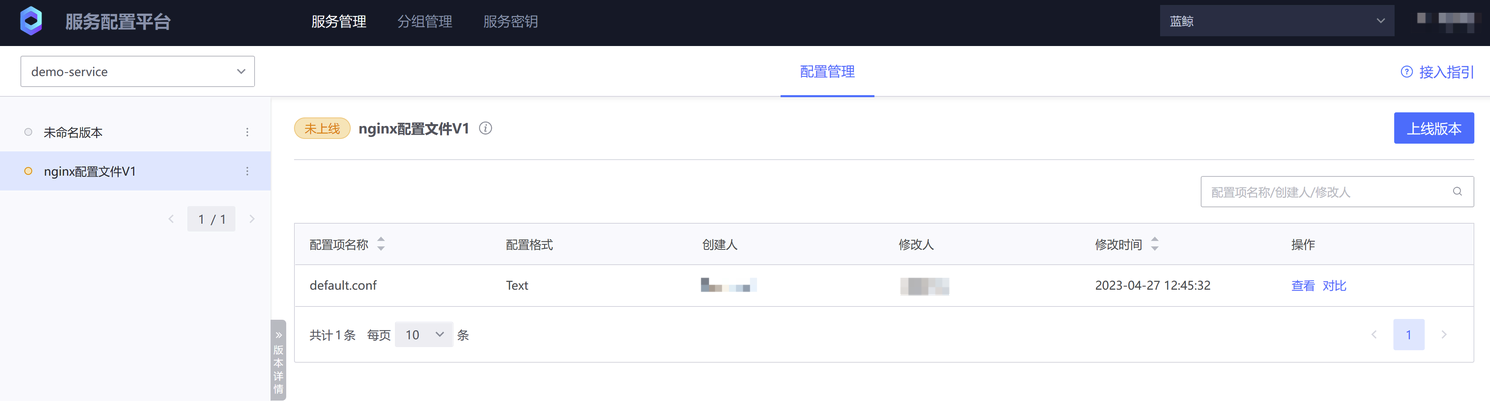 服务配置平台 服务管理 分组管理 服务密钥 蓝鲸
demo-service 配置管理 接入指引
未命名版本
nginx配置文件V1
1 / 1
未上线 nginx配置文件V1 上线版本
配置项名称/创建人/修改人
配置项名称 配置格式 创建人 修改人 修改时间 操作
default.conf Text 2023-04-27 12:45:32 查看 对比
共计 1 条 每页 10 条 1
» 版本详情